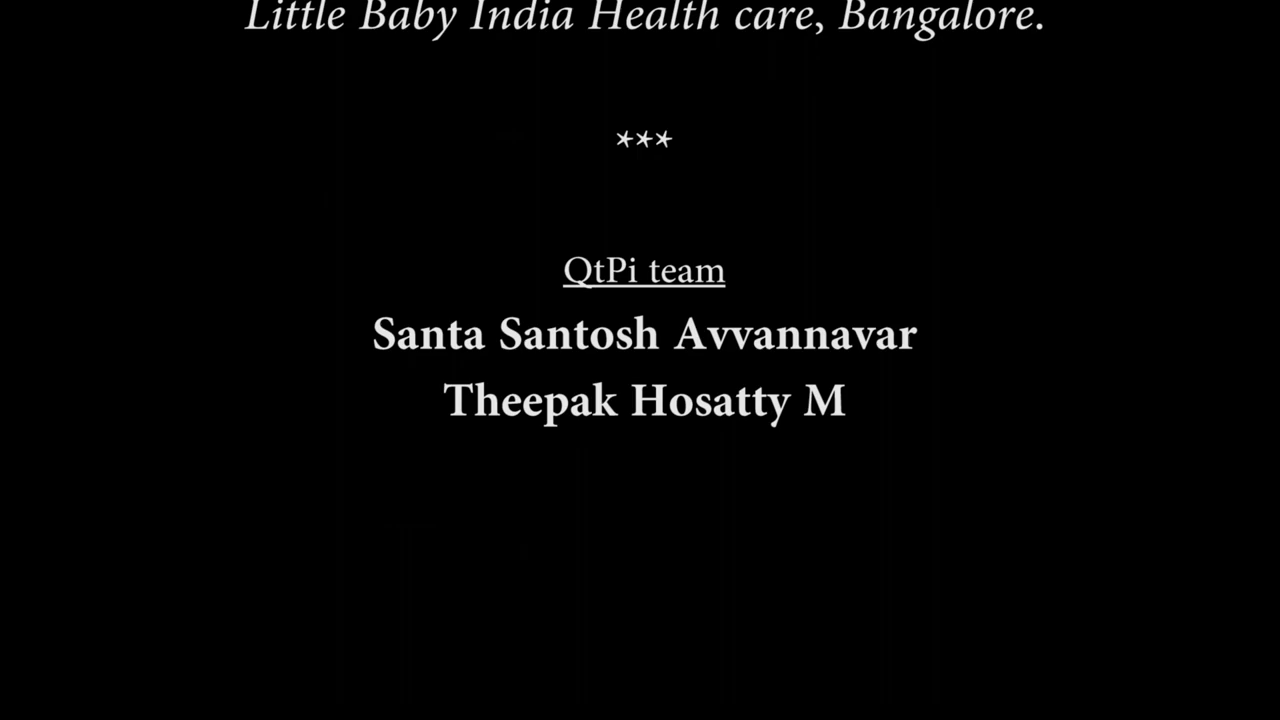 Little Baby India Health care, Bangalore.
***
QtPi team
Santa Santosh Avvannavar
Theepak Hosatty M